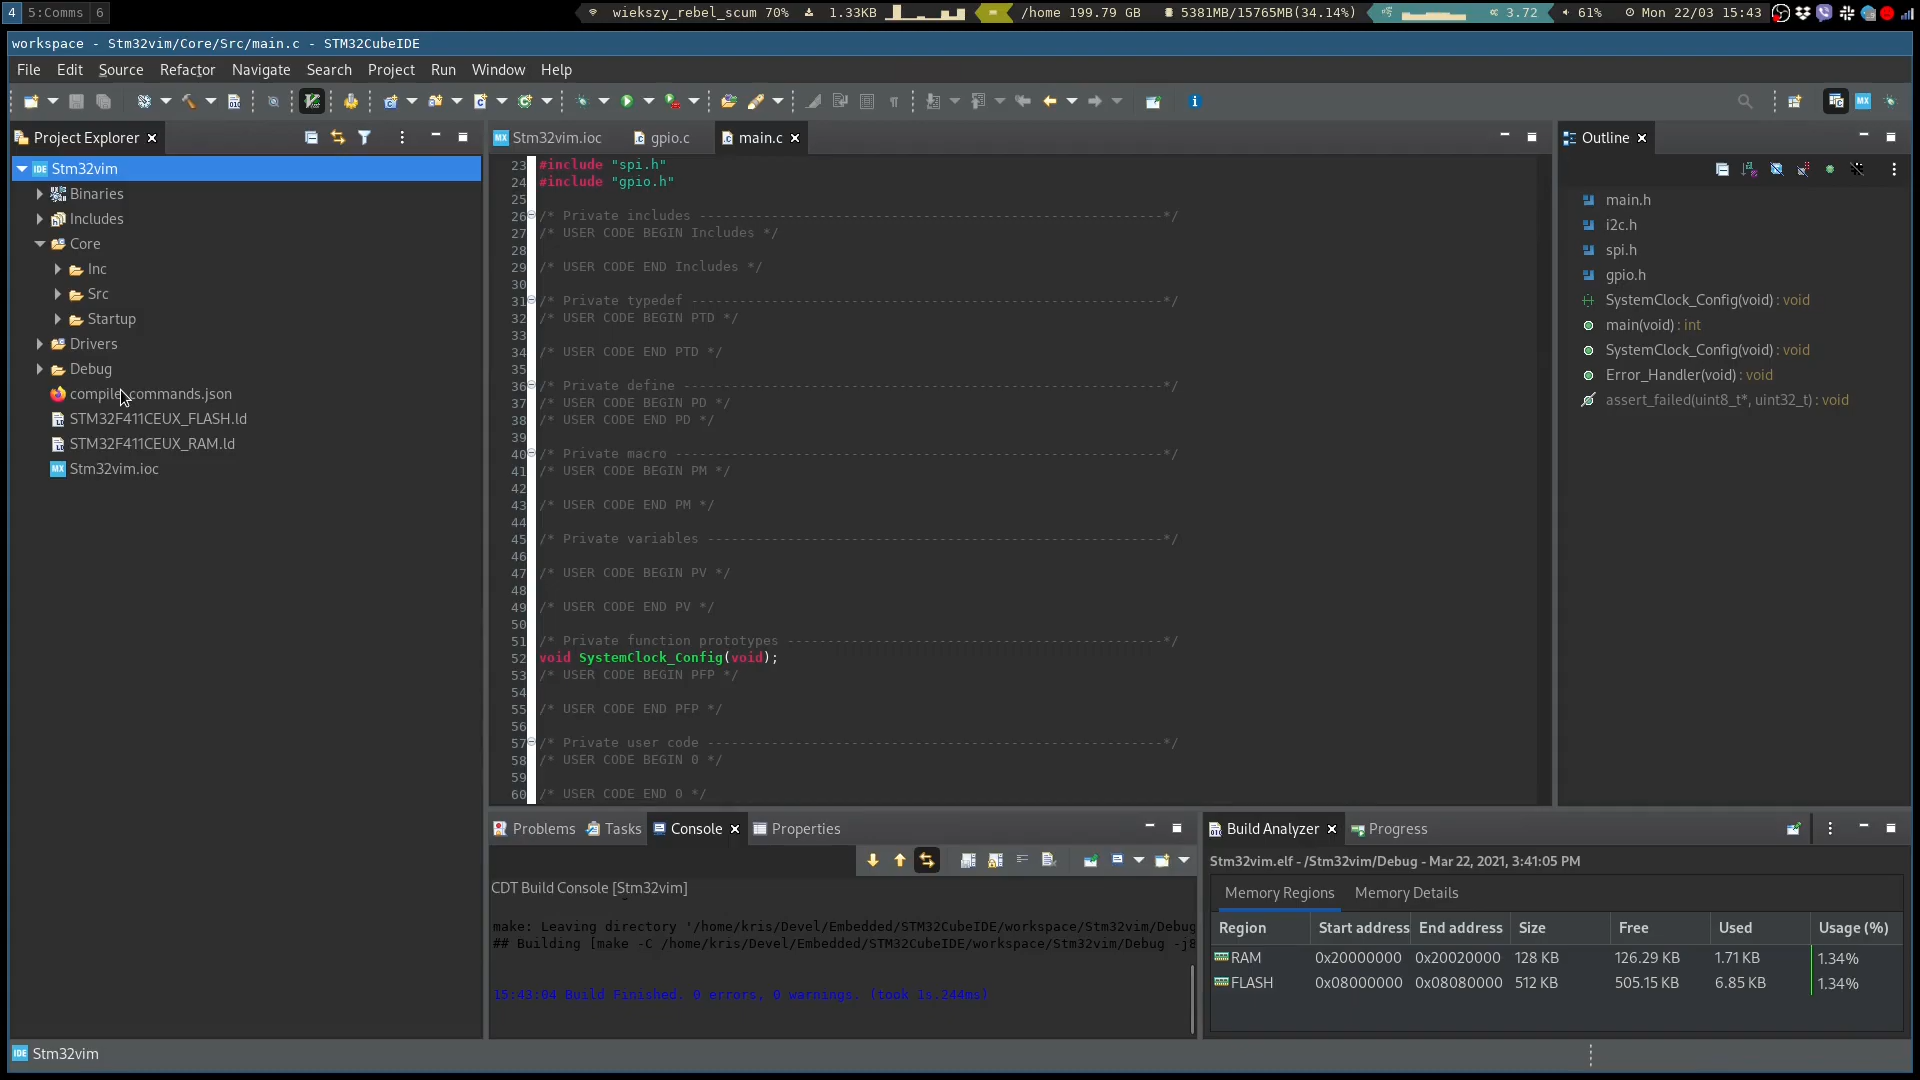 4 5:Comms 6
wiekszy_rebel_scum 70% 1.33KB /home 199.79 GB 5381MB/15765MB(34.14%) 3.72 61% Mon 22/03 15:43
workspace - Stm32vim/Core/Src/main.c - STM32CubeIDE
File Edit Source Refactor Navigate Search Project Run Window Help
Project Explorer
Stm32vim
Binaries
Includes
Core
Inc
Src
Startup
Drivers
Debug
compile_commands.json
STM32F411CEUX_FLASH.ld
STM32F411CEUX_RAM.ld
Stm32vim.ioc
Stm32vim.ioc gpio.c main.c
23 #include "spi.h"
24 #include "gpio.h"
25
26 /* Private includes ----------------------------------------------------------*/
27 /* USER CODE BEGIN Includes */
28
29 /* USER CODE END Includes */
30
31 /* Private typedef -----------------------------------------------------------*/
32 /* USER CODE BEGIN PTD */
33
34 /* USER CODE END PTD */
35
36 /* Private define ------------------------------------------------------------*/
37 /* USER CODE BEGIN PD */
38 /* USER CODE END PD */
39
40 /* Private macro -------------------------------------------------------------*/
41 /* USER CODE BEGIN PM */
42
43 /* USER CODE END PM */
44
45 /* Private variables ---------------------------------------------------------*/
46
47 /* USER CODE BEGIN PV */
48
49 /* USER CODE END PV */
50
51 /* Private function prototypes -----------------------------------------------*/
52 void SystemClock_Config(void);
53 /* USER CODE BEGIN PFP */
54
55 /* USER CODE END PFP */
56
57 /* Private user code ---------------------------------------------------------*/
58 /* USER CODE BEGIN 0 */
59
60 /* USER CODE END 0 */
Outline
main.h
i2c.h
spi.h
gpio.h
SystemClock_Config(void) : void
main(void) : int
SystemClock_Config(void) : void
Error_Handler(void) : void
assert_failed(uint8_t*, uint32_t) : void
Problems Tasks Console Properties
CDT Build Console [Stm32vim]
make: Leaving directory '/home/kris/Devel/Embedded/STM32CubeIDE/workspace/Stm32vim/Debug
## Building [make -C /home/kris/Devel/Embedded/STM32CubeIDE/workspace/Stm32vim/Debug -j8
15:43:04 Build Finished. 0 errors, 0 warnings. (took 1s.244ms)
Build Analyzer Progress
Stm32vim.elf - /Stm32vim/Debug - Mar 22, 2021, 3:41:05 PM
Memory Regions Memory Details
Region Start address End address Size Free Used Usage (%)
RAM 0x20000000 0x20020000 128 KB 126.29 KB 1.71 KB 1.34%
FLASH 0x08000000 0x08080000 512 KB 505.15 KB 6.85 KB 1.34%
IDE Stm32vim